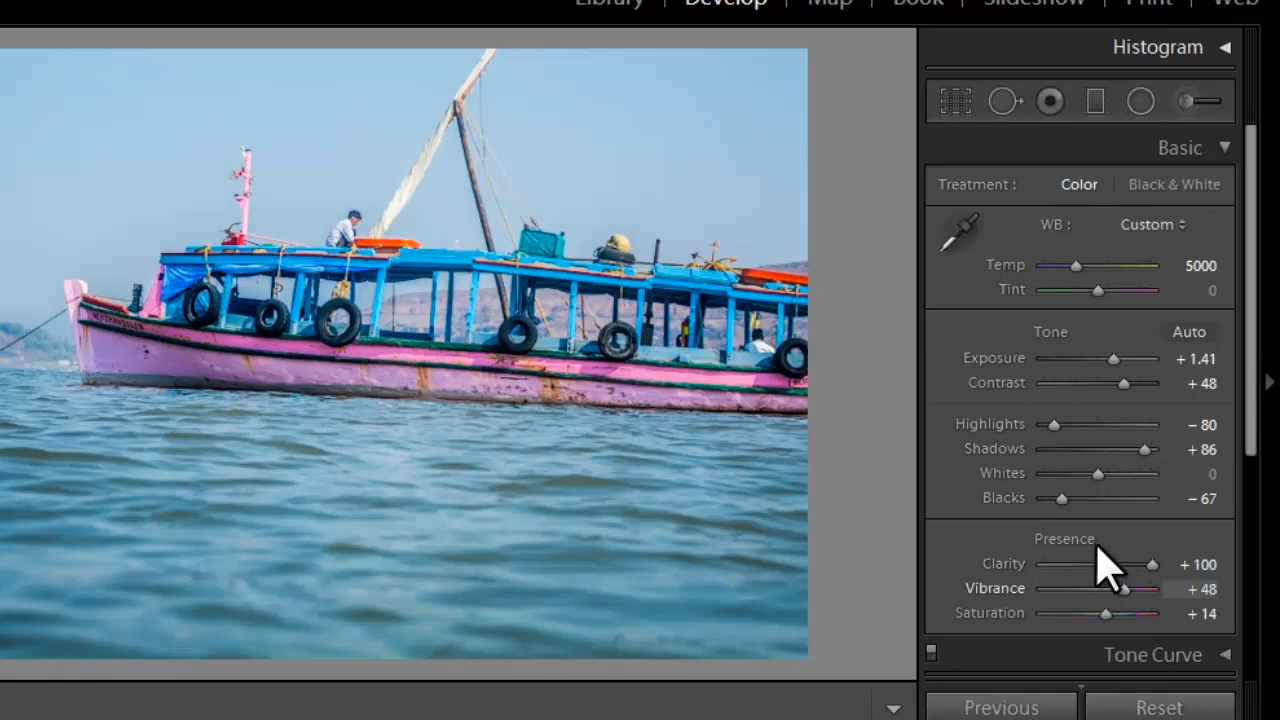 Library | Develop | Map | Book | Slideshow | Print | Web
Histogram
Basic
Treatment : Color Black & White
WB : Custom
Temp 5000
Tint 0
Tone Auto
Exposure + 1.41
Contrast + 48
Highlights − 80
Shadows + 86
Whites 0
Blacks − 67
Presence
Clarity + 100
Vibrance + 48
Saturation + 14
Tone Curve
Previous Reset